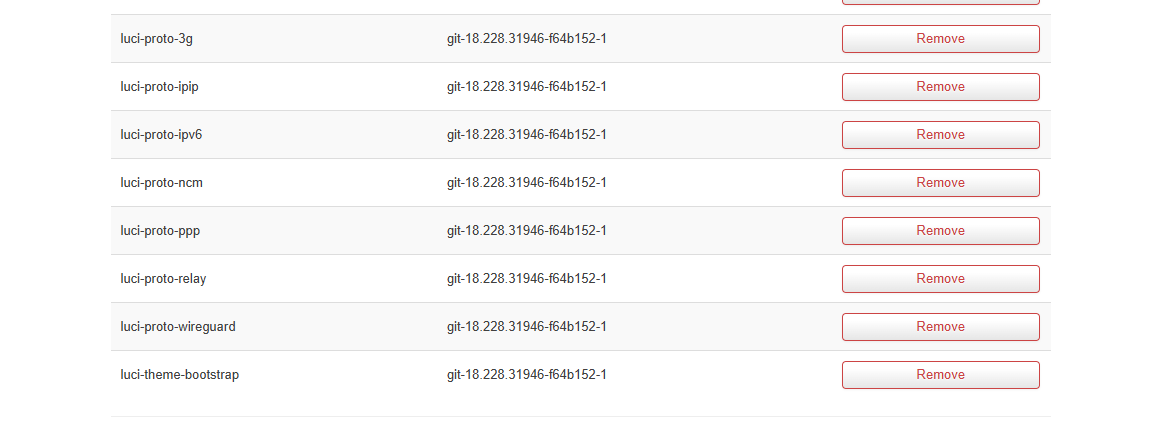 luci-proto-3g git-18.228.31946-f64b152-1 Remove
luci-proto-ipip git-18.228.31946-f64b152-1 Remove
luci-proto-ipv6 git-18.228.31946-f64b152-1 Remove
luci-proto-ncm git-18.228.31946-f64b152-1 Remove
luci-proto-ppp git-18.228.31946-f64b152-1 Remove
luci-proto-relay git-18.228.31946-f64b152-1 Remove
luci-proto-wireguard git-18.228.31946-f64b152-1 Remove
luci-theme-bootstrap git-18.228.31946-f64b152-1 Remove